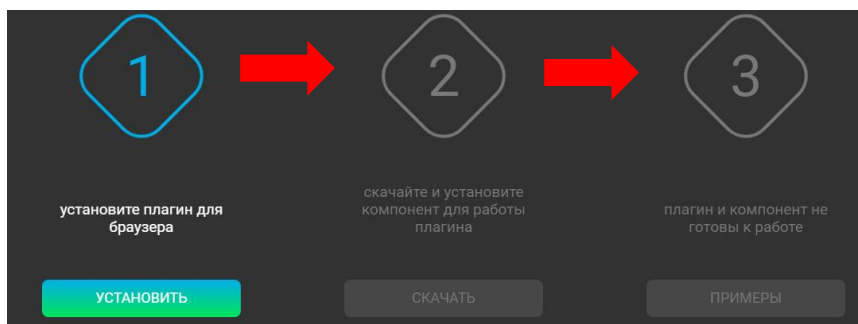 1
2
3
установите плагин для
браузера
скачайте и установите
компонент для работы
плагина
плагин и компонент не
готовы к работе
УСТАНОВИТЬ
СКАЧАТЬ
ПРИМЕРЫ